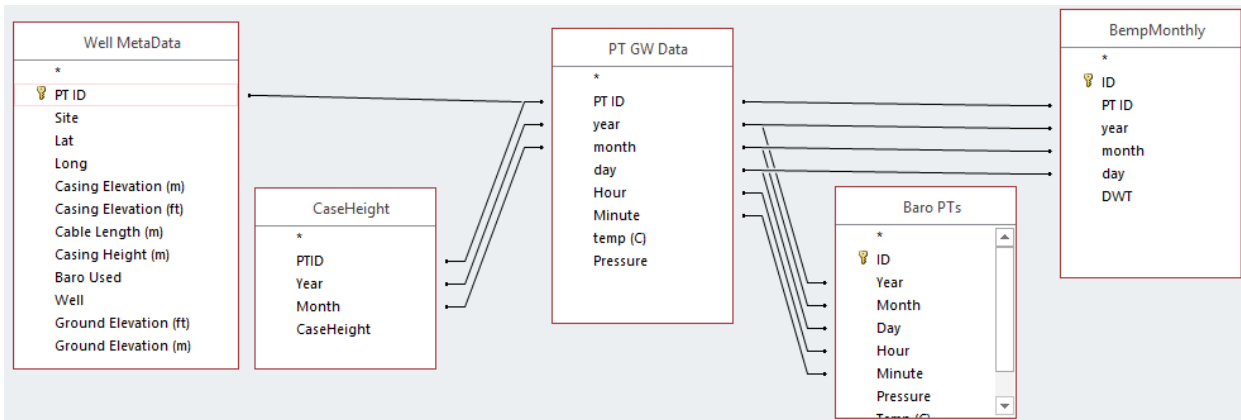 Well MetaData
*
PT ID
Site
Lat
Long
Casing Elevation (m)
Casing Elevation (ft)
Cable Length (m)
Casing Height (m)
Baro Used
Well
Ground Elevation (ft)
Ground Elevation (m)
CaseHeight
*
PTID
Year
Month
CaseHeight
PT GW Data
*
PT ID
year
month
day
Hour
Minute
temp (C)
Pressure
Baro PTs
*
ID
Year
Month
Day
Hour
Minute
Pressure
Temp (C)
BempMonthly
*
ID
PT ID
year
month
day
DWT